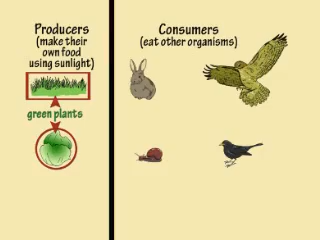 Producers
(make their
own food
using sunlight)
green plants
Consumers
(eat other organisms)